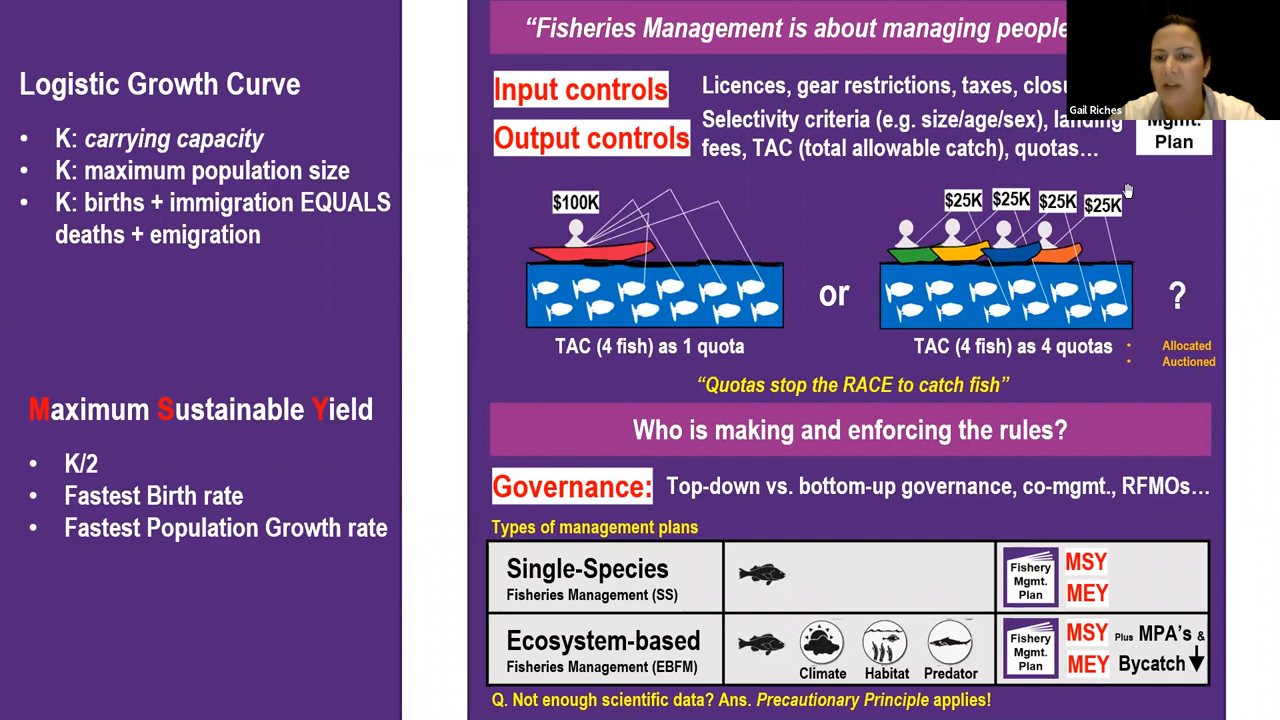 Logistic Growth Curve
• K: carrying capacity
• K: maximum population size
• K: births + immigration EQUALS
deaths + emigration
Maximum Sustainable Yield
• K/2
• Fastest Birth rate
• Fastest Population Growth rate
“Fisheries Management is about managing people
Gail Riches
Input controls
Licences, gear restrictions, taxes,
Output controls
Selectivity criteria (e.g. size/age/sex), landing
fees, TAC (total allowable catch), quotas…
Mgmt.
Plan
$100K
$25K $25K $25K $25K
or
?
TAC (4 fish) as 1 quota
TAC (4 fish) as 4 quotas
• Allocated
• Auctioned
“Quotas stop the RACE to catch fish”
Who is making and enforcing the rules?
Governance: Top-down vs. bottom-up governance, co-mgmt., RFMOs…
Types of management plans
Single-Species
Fisheries Management (SS)
Fishery
Mgmt.
Plan
MSY
MEY
Ecosystem-based
Fisheries Management (EBFM)
Climate Habitat Predator
Fishery
Mgmt.
Plan
MSY Plus MPA’s &
MEY Bycatch
Q. Not enough scientific data? Ans. Precautionary Principle applies!